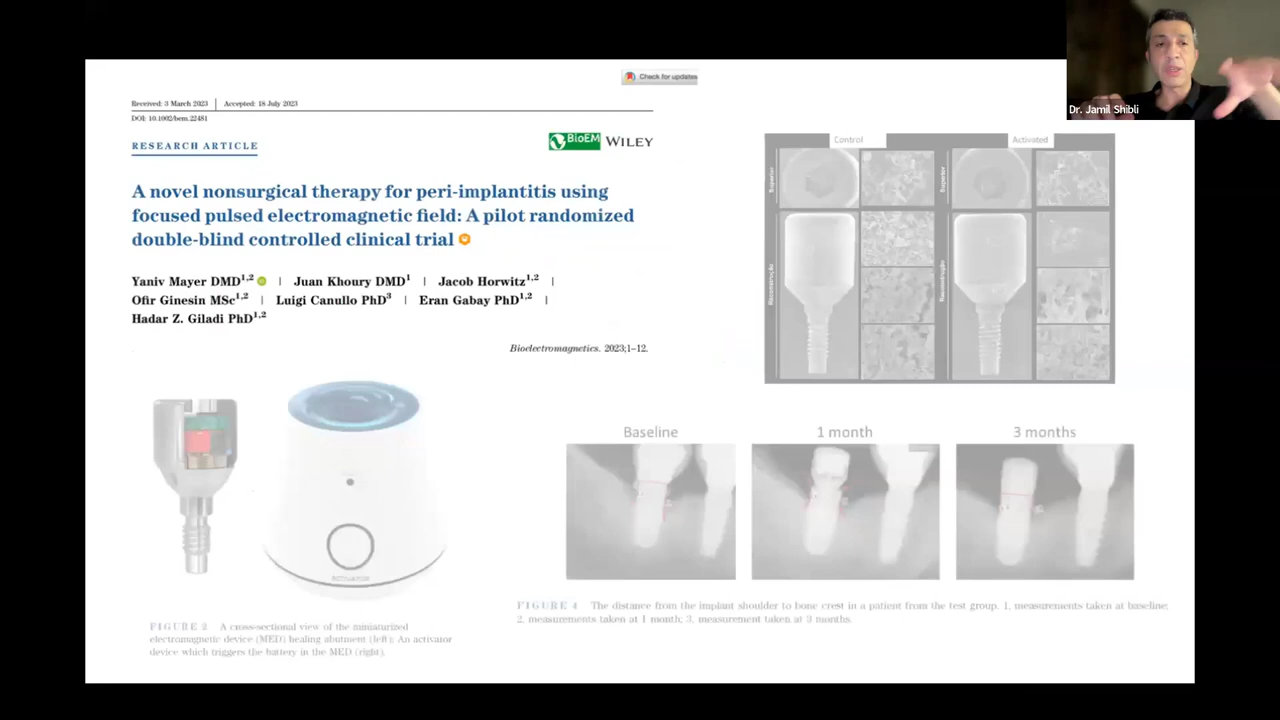 Check for updates
Dr. Jamil Shibli
Received: 3 March 2023 | Accepted: 18 July 2023
DOI: 10.1002/bem.22481
RESEARCH ARTICLE
BioEM WILEY
A novel nonsurgical therapy for peri-implantitis using
focused pulsed electromagnetic field: A pilot randomized
double-blind controlled clinical trial
Yaniv Mayer DMD1,2 | Juan Khoury DMD1 | Jacob Horwitz1,2 |
Ofir Ginesin MSc1,2 | Luigi Canullo PhD3 | Eran Gabay PhD1,2 |
Hadar Z. Giladi PhD1,2
Bioelectromagnetics. 2023;1–12.
Control
Activated
Superior
Superior
ACTIVATOR
FIGURE 2 A cross-sectional view of the miniaturized
electromagnetic device (MED) healing abutment (left); An activator
device which triggers the battery in the MED (right).
Baseline
1 month
3 months
FIGURE 4 The distance from the implant shoulder to bone crest in a patient from the test group. 1, measurements taken at baseline;
2, measurements taken at 1 month; 3, measurement taken at 3 months.